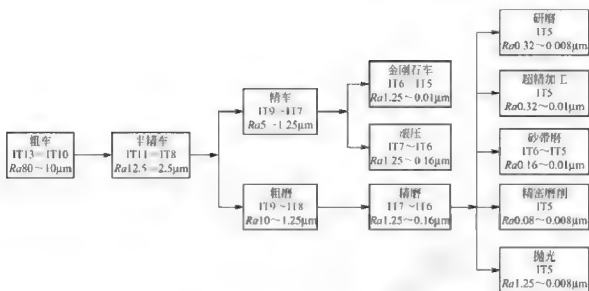 粗车
IT13~IT10
Ra80~10μm
半精车
IT11~IT8
Ra12.5~2.5μm
精车
IT9~IT7
Ra5~1.25μm
粗磨
IT9~IT8
Ra10~1.25μm
金刚石车
IT6~IT5
Ra1.25~0.01μm
滚压
IT7~IT6
Ra1.25~0.16μm
精磨
IT7~IT6
Ra1.25~0.16μm
研磨
IT5
Ra0.32~0.008μm
超精加工
IT5
Ra0.32~0.01μm
砂带磨
IT6~IT5
Ra0.16~0.01μm
精密磨削
IT5
Ra0.08~0.008μm
抛光
IT5
Ra1.25~0.008μm